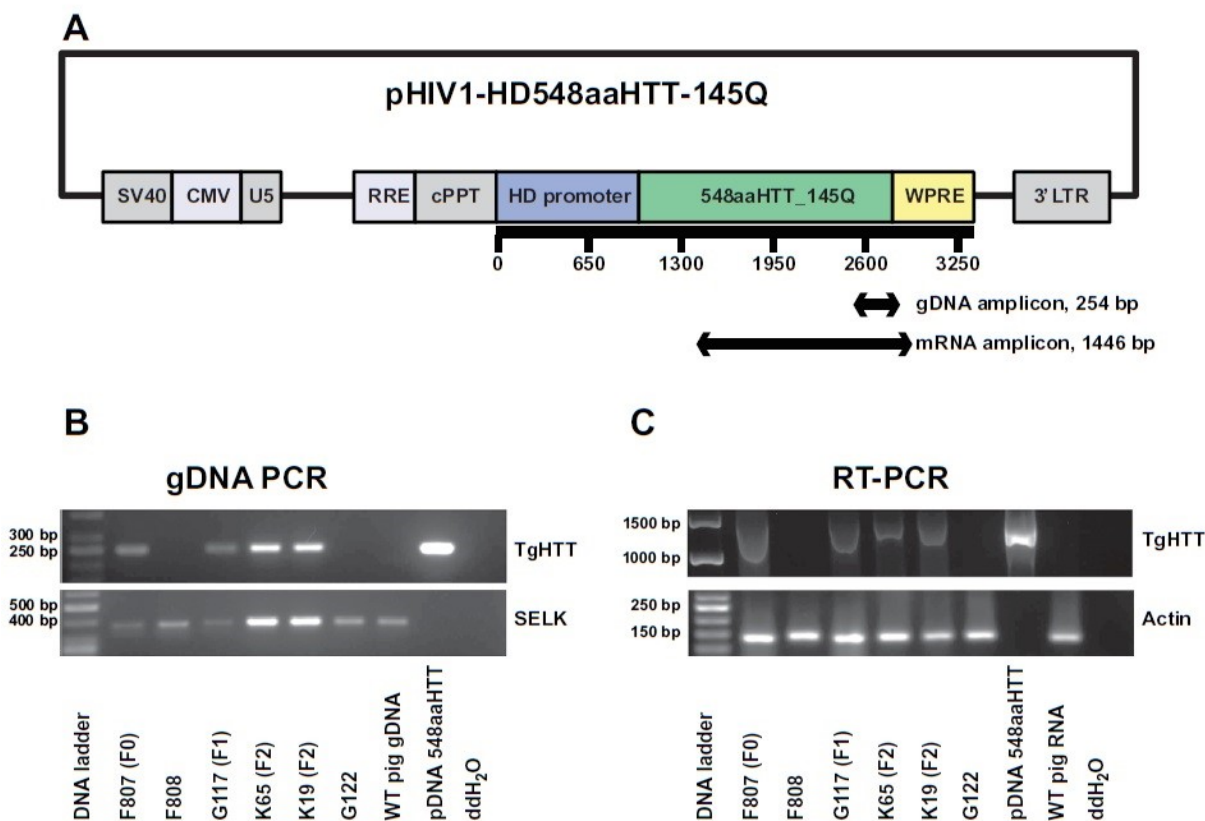 A
pHIV1-HD548aaHTT-145Q
SV40 CMV U5 RRE cPPT HD promoter 548aaHTT_145Q WPRE 3' LTR
0 650 1300 1950 2600 3250
gDNA amplicon, 254 bp
mRNA amplicon, 1446 bp
B
gDNA PCR
300 bp
250 bp
TgHTT
500 bp
400 bp
SELK
DNA ladder
F807 (F0)
F808
G117 (F1)
K65 (F2)
K19 (F2)
G122
WT pig gDNA
pDNA 548aaHTT
ddH₂O
C
RT-PCR
1500 bp
1000 bp
TgHTT
250 bp
150 bp
Actin
DNA ladder
F807 (F0)
F808
G117 (F1)
K65 (F2)
K19 (F2)
G122
pDNA 548aaHTT
WT pig RNA
ddH₂O